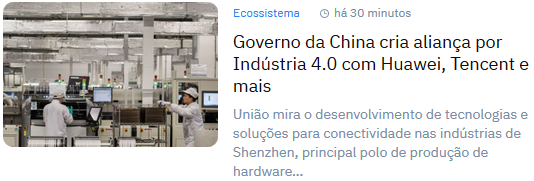 Ecossistema há 30 minutos
Governo da China cria aliança por
Indústria 4.0 com Huawei, Tencent e
mais
União mira o desenvolvimento de tecnologias e
soluções para conectividade nas indústrias de
Shenzhen, principal polo de produção de
hardware...